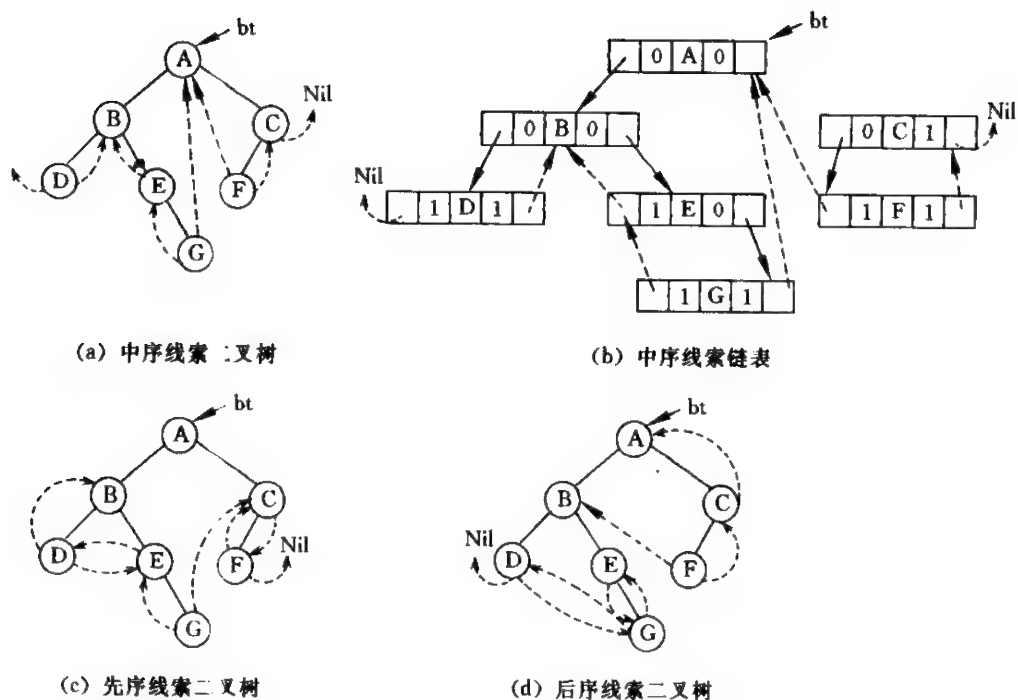 bt
A
B
C
Nil
D
E
F
G
(a) 中序线索二叉树
bt
0 A 0
0 B 0
0 C 1
Nil
Nil
1 D 1
1 E 0
1 F 1
1 G 1
(b) 中序线索链表
bt
A
B
C
D
E
F
Nil
G
(c) 先序线索二叉树
bt
A
B
C
Nil
D
E
F
G
(d) 后序线索二叉树